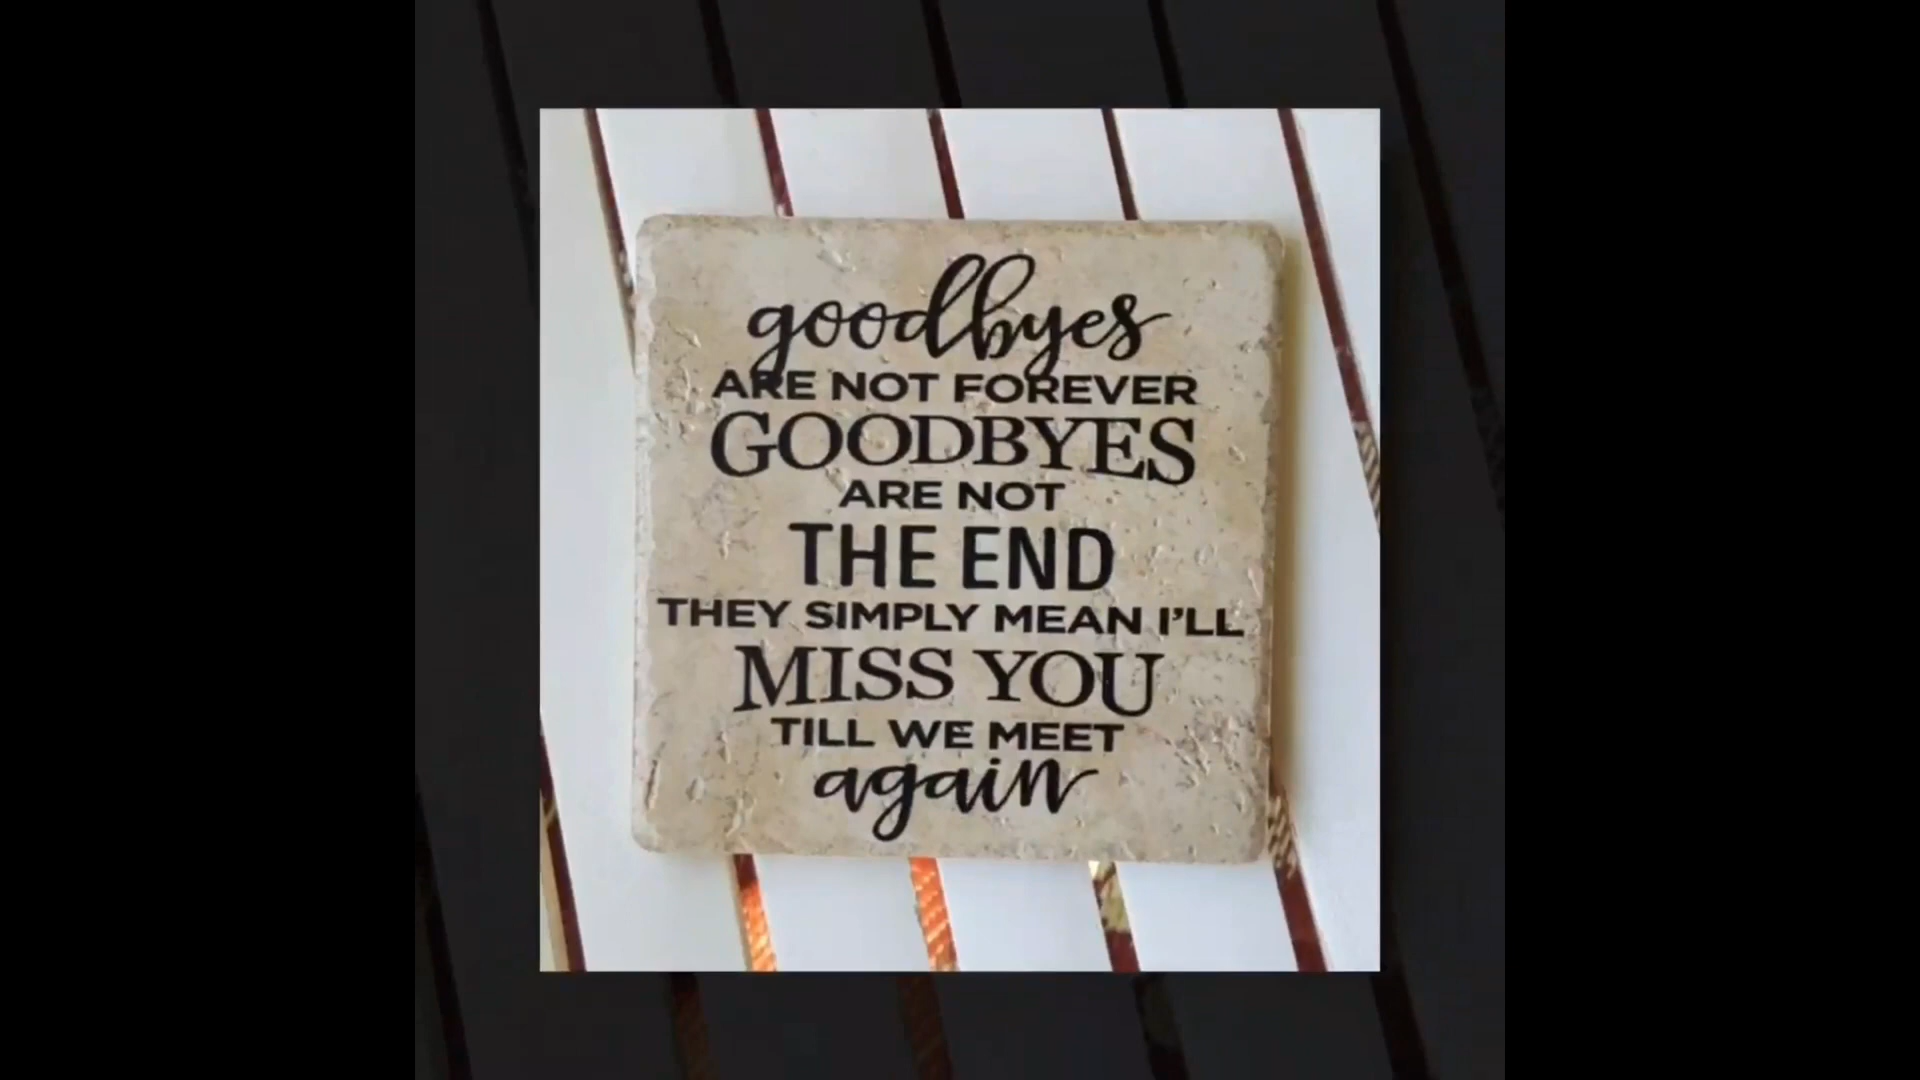 goodbyes
ARE NOT FOREVER
GOODBYES
ARE NOT
THE END
THEY SIMPLY MEAN I'LL
MISS YOU
TILL WE MEET
again